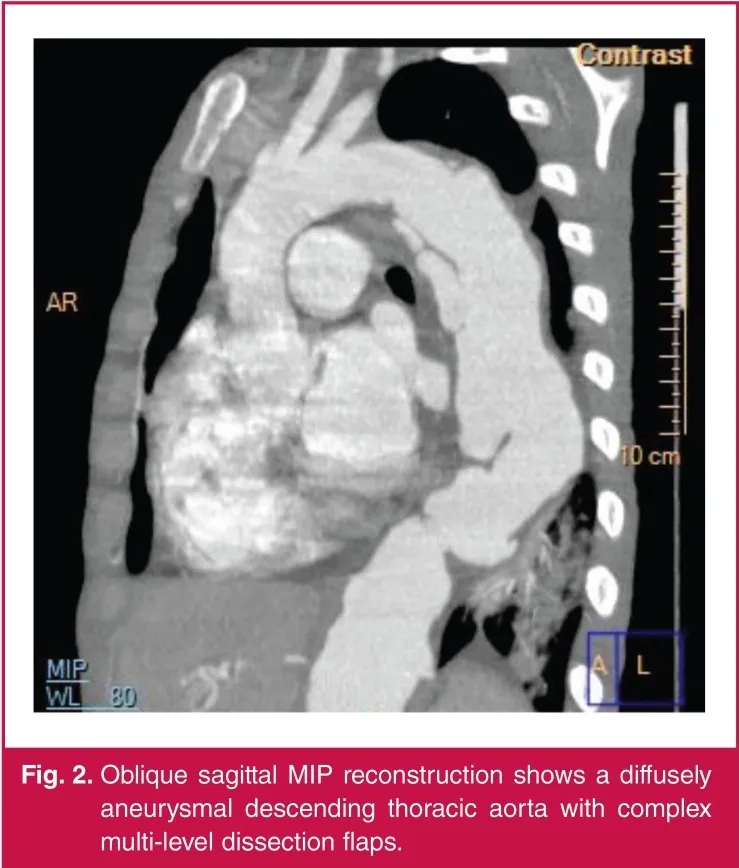 Contrast
AR
10 cm
MIP
WL 80
A L
Fig. 2. Oblique sagittal MIP reconstruction shows a diffusely
aneurysmal descending thoracic aorta with complex
multi-level dissection flaps.